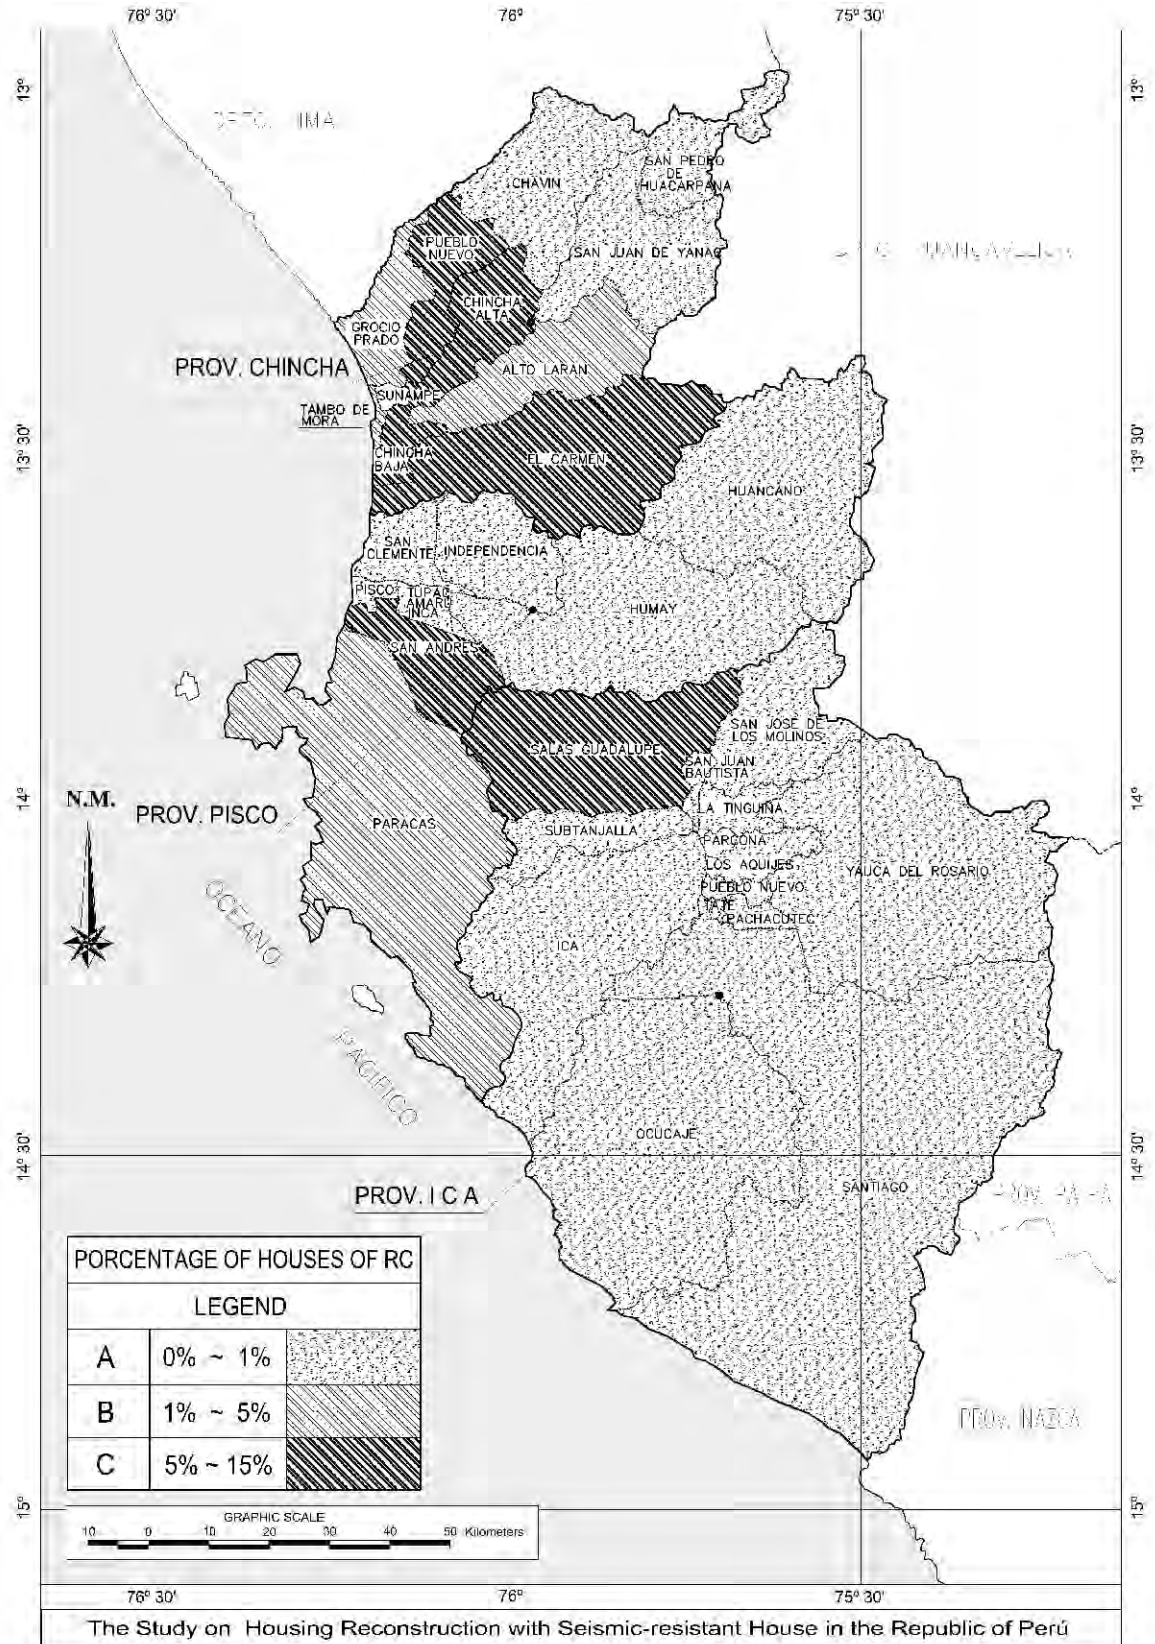 76º 30'
76º
75º 30'
13º
13º
CHAVIN
SAN PEDRO
DE
HUACARPANA
PUEBLO
NUEVO
SAN JUAN DE YANAC
CHINCHA
ALTA
GROCIO
PRADO
PROV. CHINCHA
ALTO LARAN
SUNAMPE
TAMBO DE
MORA
13º 30'
13º 30'
CHINCHA
BAJA
EL CARMEN
HUANCANO
SAN
CLEMENTE
INDEPENDENCIA
PISCO
TUPAC
AMARU
INCA
HUMAY
SAN ANDRES
SAN JOSE DE
LOS MOLINOS
SALAS GUADALUPE
SAN JUAN
BAUTISTA
14º
14º
N.M.
PROV. PISCO
PARACAS
LA TINGUIÑA
SUBTANJALLA
PARCONA
LOS AQUIJES
YAUCA DEL ROSARIO
PUEBLO NUEVO
TATE
PACHACUTEC
OCEANO
ICA
PACIFICO
OCUCAJE
14º 30'
14º 30'
SANTIAGO
PROV. I C A
PORCENTAGE OF HOUSES OF RC
LEGEND
A 0% ~ 1%
B 1% ~ 5%
C 5% ~ 15%
PROV. NAZCA
15º
15º
GRAPHIC SCALE
10 0 10 20 30 40 50 Kilometers
76º 30'
76º
75º 30'
The Study on Housing Reconstruction with Seismic-resistant House in the Republic of Perú